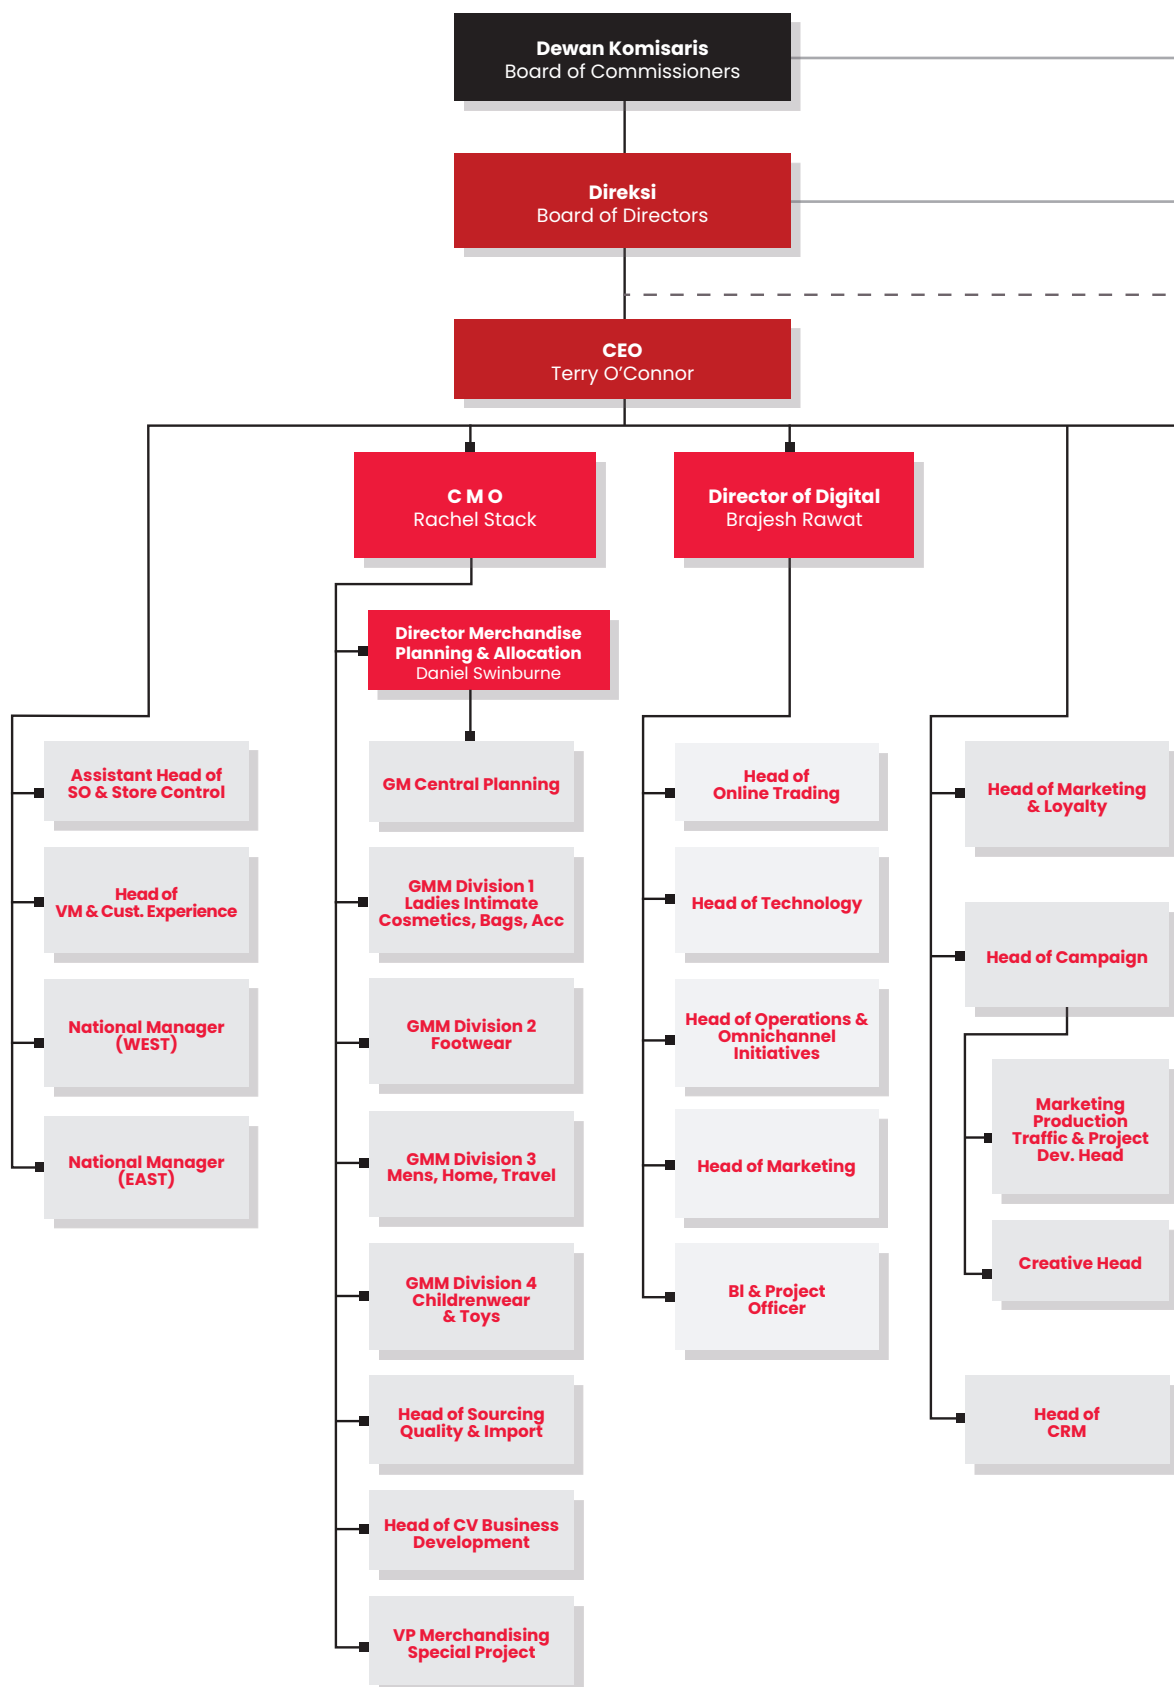 Dewan Komisaris
Board of Commissioners
Direksi
Board of Directors
CEO
Terry O’Connor
C M O
Rachel Stack
Director of Digital
Brajesh Rawat
Director Merchandise
Planning & Allocation
Daniel Swinburne
Assistant Head of
SO & Store Control
Head of
VM & Cust. Experience
National Manager
(WEST)
National Manager
(EAST)
GM Central Planning
GMM Division 1
Ladies Intimate
Cosmetics, Bags, Acc
GMM Division 2
Footwear
GMM Division 3
Mens, Home, Travel
GMM Division 4
Childrenwear
& Toys
Head of Sourcing
Quality & Import
Head of CV Business
Development
VP Merchandising
Special Project
Head of
Online Trading
Head of Technology
Head of Operations &
Omnichannel
Initiatives
Head of Marketing
BI & Project
Officer
Head of Marketing
& Loyalty
Head of Campaign
Marketing
Production
Traffic & Project
Dev. Head
Creative Head
Head of
CRM